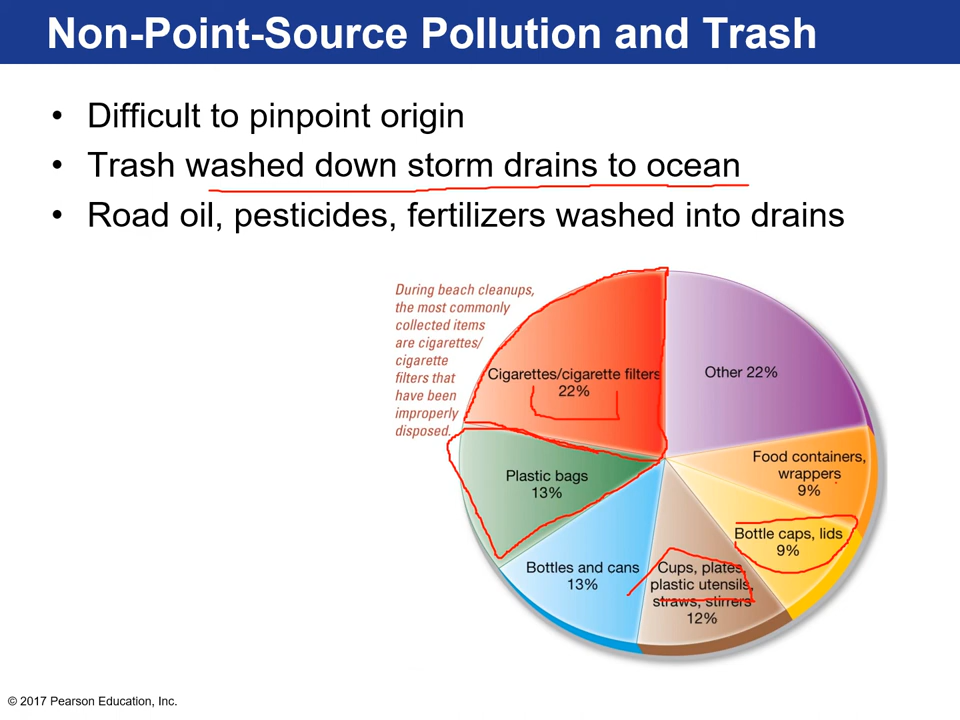 Non-Point-Source Pollution and Trash
• Difficult to pinpoint origin
• Trash washed down storm drains to ocean
• Road oil, pesticides, fertilizers washed into drains
During beach cleanups,
the most commonly
collected items
are cigarettes/
cigarette
filters that
have been
improperly
disposed.
Cigarettes/cigarette filters
22%
Other 22%
Food containers,
wrappers
9%
Plastic bags
13%
Bottle caps, lids
9%
Bottles and cans
13%
Cups, plates,
plastic utensils,
straws, stirrers
12%
© 2017 Pearson Education, Inc.